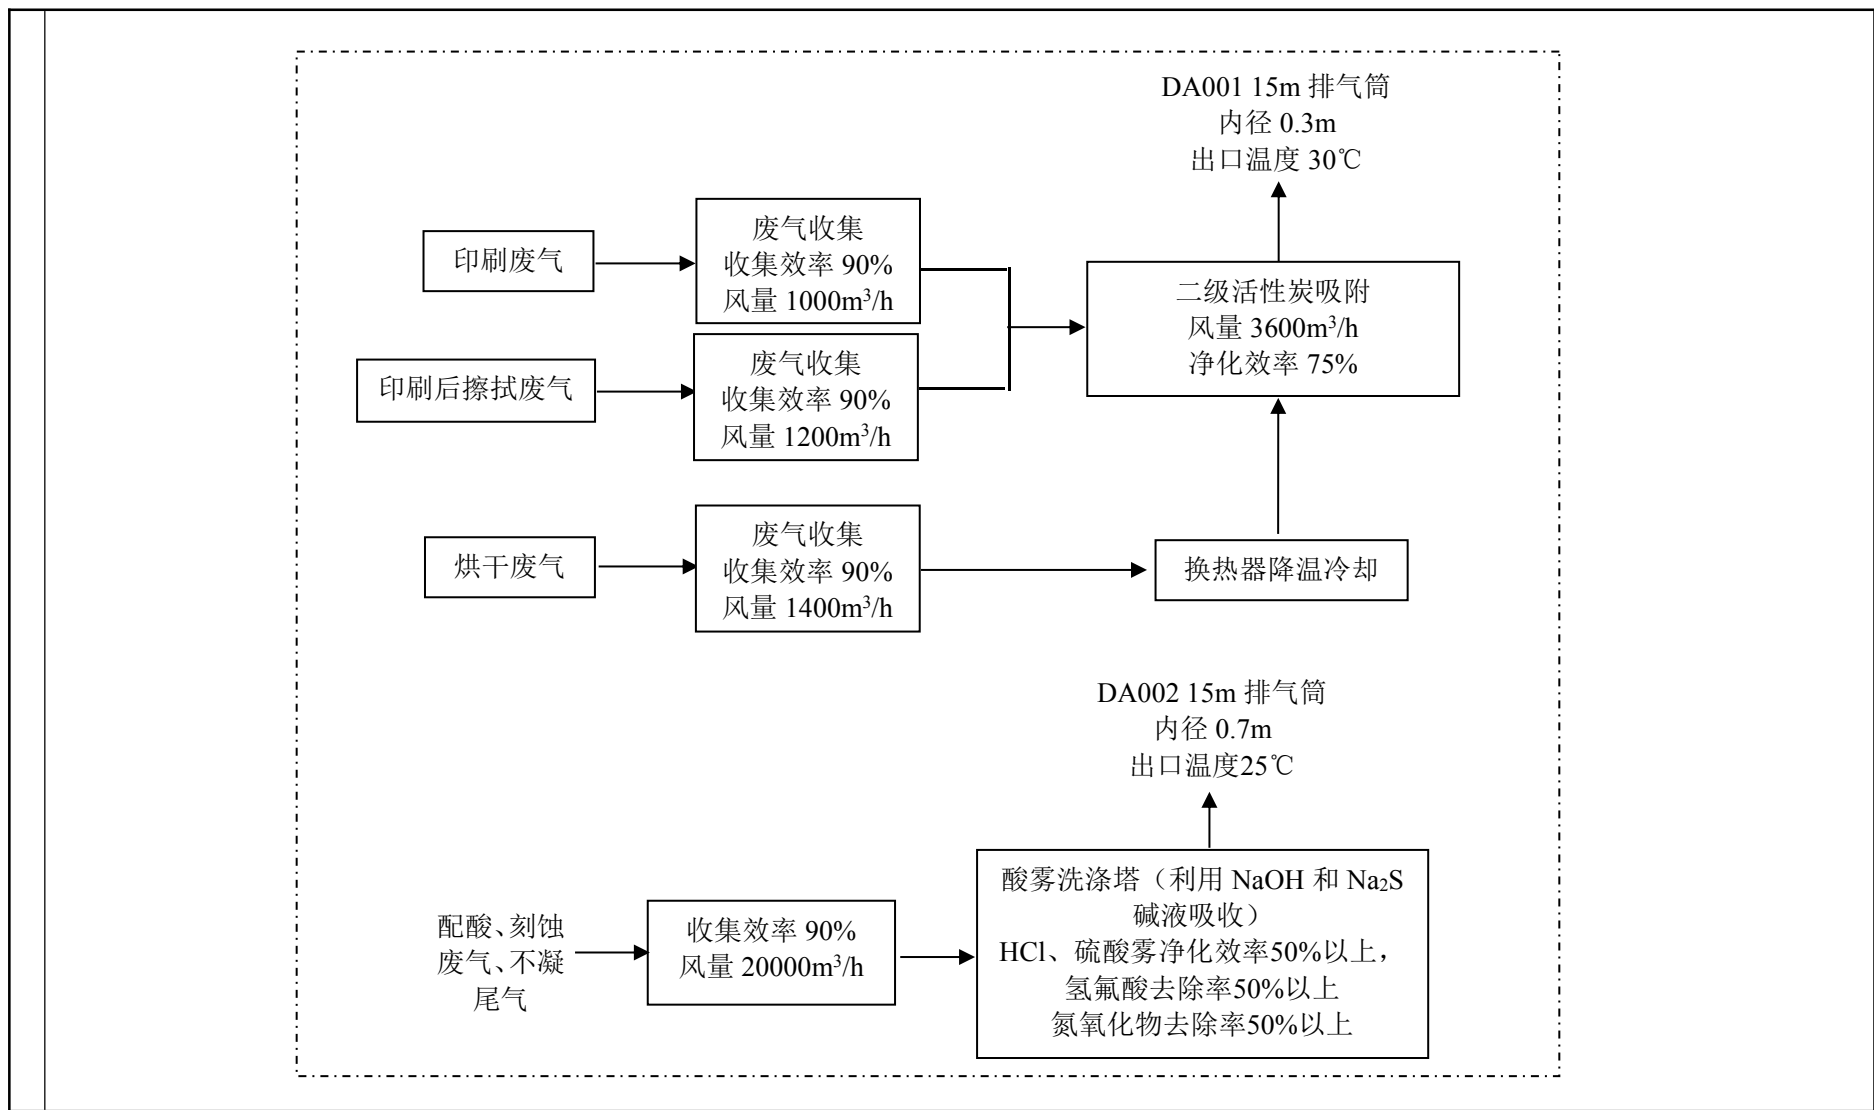 DA001 15m 排气筒
内径 0.3m
出口温度 30℃
印刷废气
废气收集
收集效率 90%
风量 1000m³/h
二级活性炭吸附
风量 3600m³/h
净化效率 75%
印刷后擦拭废气
废气收集
收集效率 90%
风量 1200m³/h
烘干废气
废气收集
收集效率 90%
风量 1400m³/h
换热器降温冷却
DA002 15m 排气筒
内径 0.7m
出口温度25℃
配酸、刻蚀
废气、不凝
尾气
收集效率 90%
风量 20000m³/h
酸雾洗涤塔（利用 NaOH 和 Na₂S
碱液吸收）
HCl、硫酸雾净化效率50%以上，
氢氟酸去除率50%以上
氮氧化物去除率50%以上